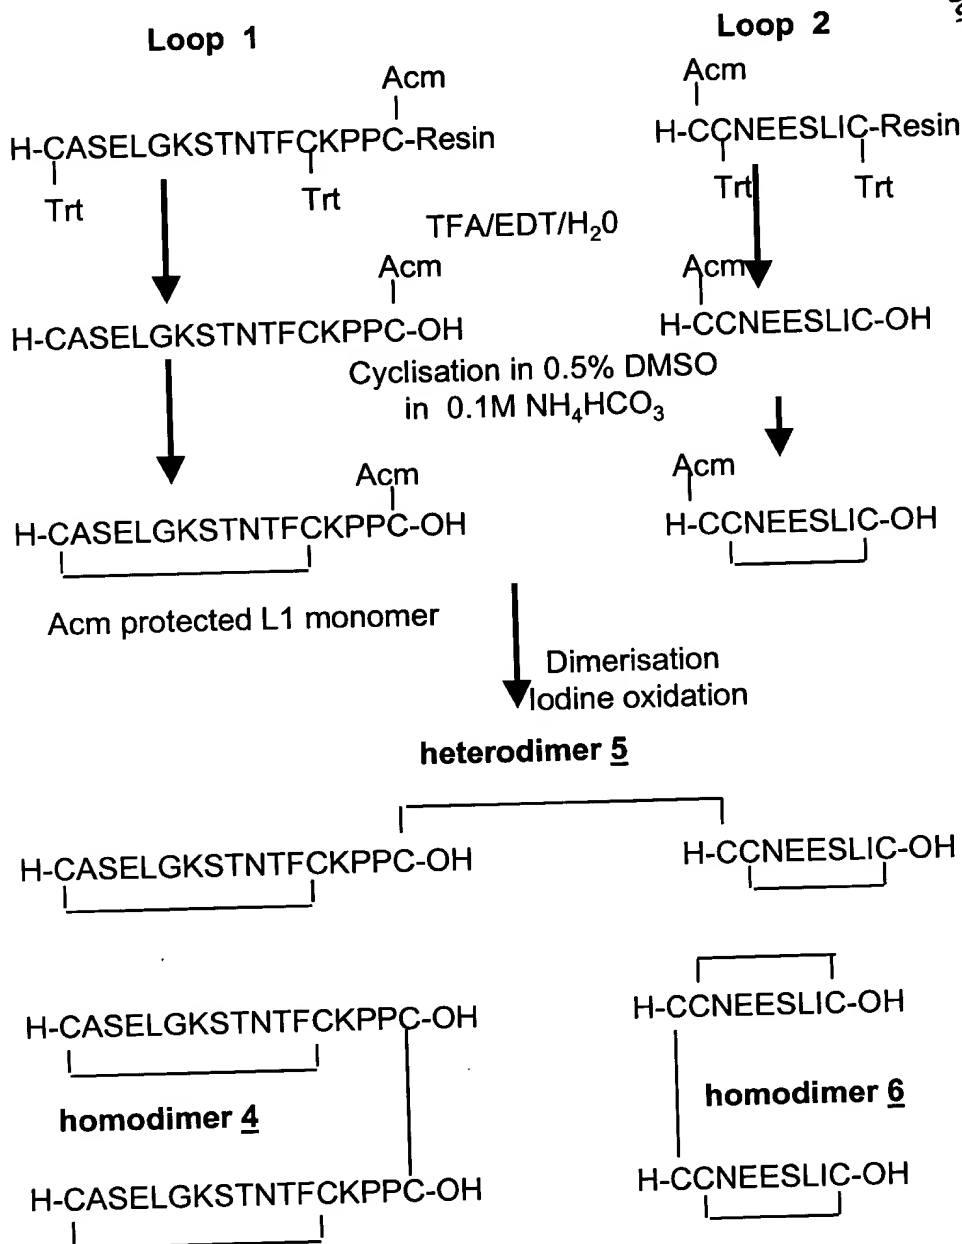 Loop 1
Loop 2
Acm
Acm
H-CASELGKSTNTFCKPPC-Resin
H-CCNEESLIC-Resin
Trt
Trt
Trt
Trt
TFA/EDT/H₂0
Acm
Acm
H-CASELGKSTNTFCKPPC-OH
H-CCNEESLIC-OH
Cyclisation in 0.5% DMSO
in 0.1M NH₄HCO₃
Acm
Acm
H-CASELGKSTNTFCKPPC-OH
H-CCNEESLIC-OH
Acm protected L1 monomer
Dimerisation
Iodine oxidation
heterodimer 5
H-CASELGKSTNTFCKPPC-OH
H-CCNEESLIC-OH
H-CASELGKSTNTFCKPPC-OH
H-CCNEESLIC-OH
homodimer 4
homodimer 6
H-CASELGKSTNTFCKPPC-OH
H-CCNEESLIC-OH